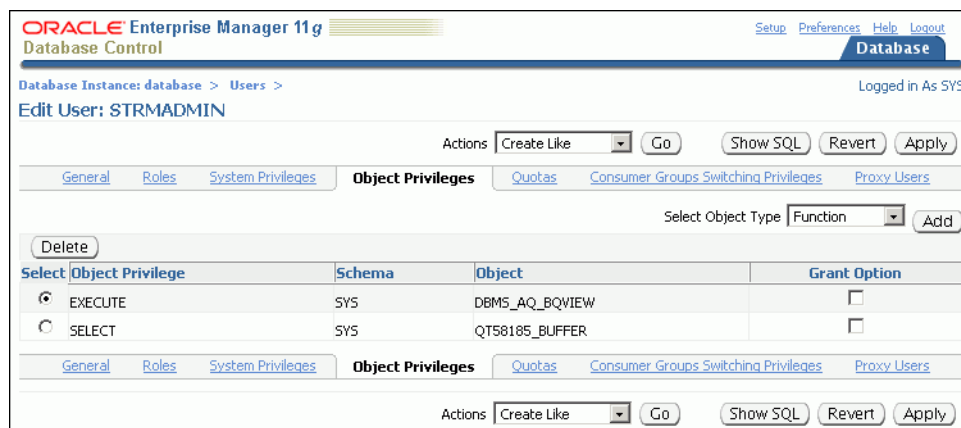 ORACLE Enterprise Manager 11g
Database Control
Setup Preferences Help Logout
Database
Database Instance: database > Users >
Logged in As SYS
Edit User: STRMADMIN
Actions Create Like Go Show SQL Revert Apply
General Roles System Privileges Object Privileges Quotas Consumer Groups Switching Privileges Proxy Users
Select Object Type Function Add
Delete
Select Object Privilege Schema Object Grant Option
EXECUTE SYS DBMS_AQ_BQVIEW
SELECT SYS QT58185_BUFFER
General Roles System Privileges Object Privileges Quotas Consumer Groups Switching Privileges Proxy Users
Actions Create Like Go Show SQL Revert Apply